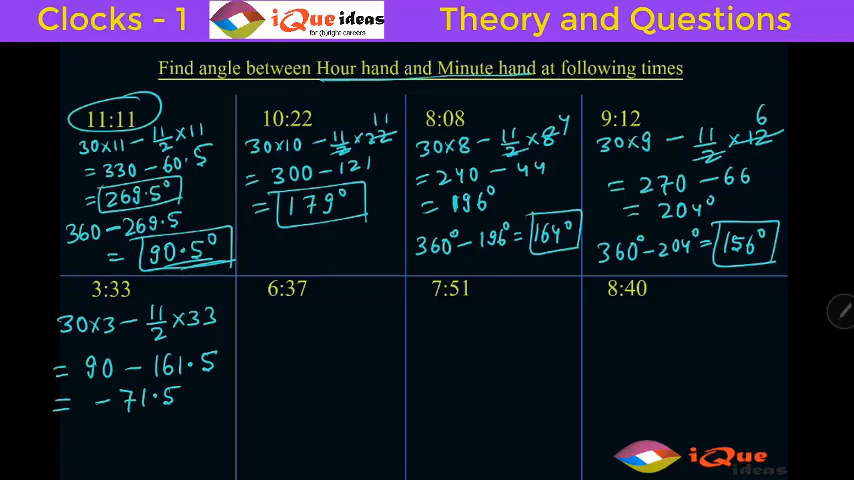 Clocks - 1
iQue ideas
for (b)right careers
Theory and Questions
Find angle between Hour hand and Minute hand at following times
11:11
30×11 - 11/2 ×11
= 330 - 60.5
= 269.5°
360 - 269.5
= 90.5°
10:22
11
30×10 - 11/2 ×22
= 300 - 121
= 179°
8:08
30×8 - 11/2 ×8 4
= 240 - 44
= 196°
360° - 196° = 164°
9:12
6
30×9 - 11/2 ×12
= 270 - 66
= 204°
360° - 204° = 156°
3:33
30×3 - 11/2 ×33
= 90 - 161.5
= - 71.5
6:37
7:51
8:40
iQue
ideas